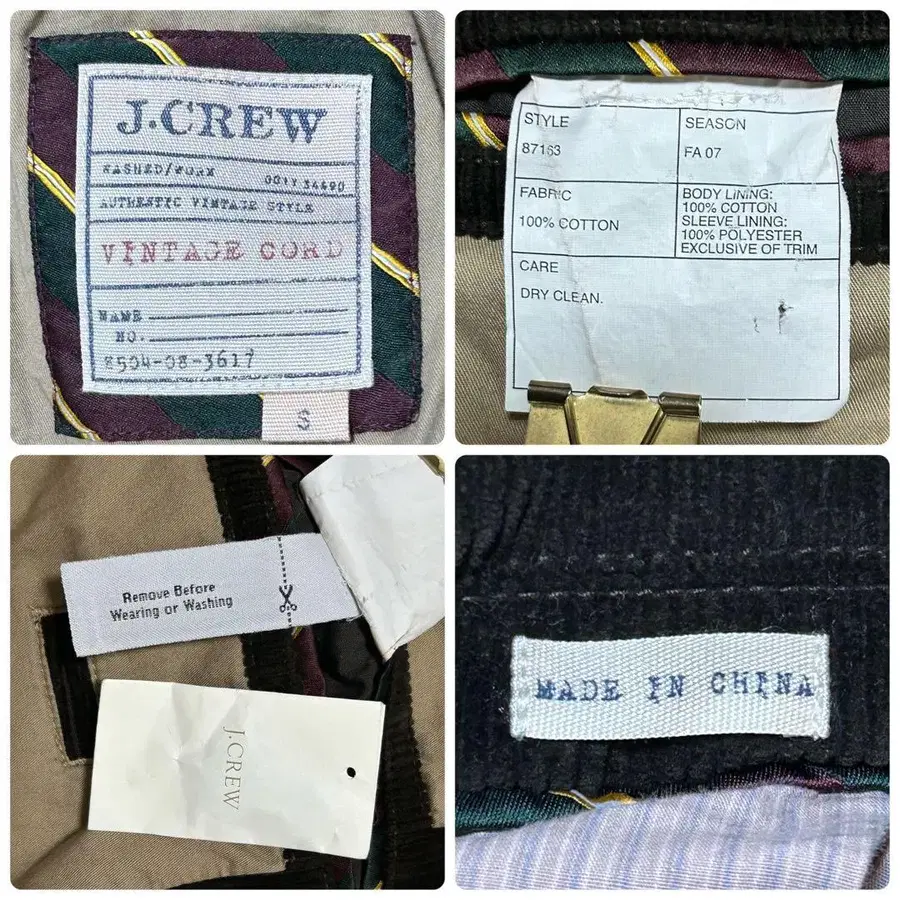 J.CREW
WASHED/WORN
AUTHENTIC VINTAGE STYLE
VINTAGE CORD
NAME
NO.
504-08-3617
S
STYLE
87163
SEASON
FA 07
FABRIC
100% COTTON
BODY LINING:
100% COTTON
SLEEVE LINING:
100% POLYESTER
EXCLUSIVE OF TRIM
CARE
DRY CLEAN.
Remove Before
Wearing or Washing
J.CREW
MADE IN CHINA